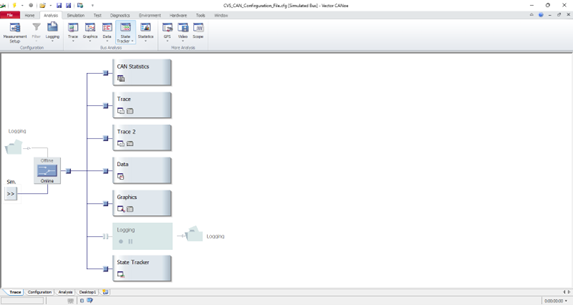 CVS_CAN_Configuration_File.cfg [Simulated Bus] - Vector CANoe
File Home Analysis Simulation Test Diagnostics Environment Hardware Tools Window
Measurement Setup Filter Logging Trace Graphics Data State Tracker Statistics GPS Video Scope
Configuration Bus Analysis More Analysis
CAN Statistics
Trace
Logging
Trace 2
Offline
Data
Online
Sim.
>>
Graphics
Logging
Logging
State Tracker
Trace Configuration Analysis Desktop1
0:00:00:00